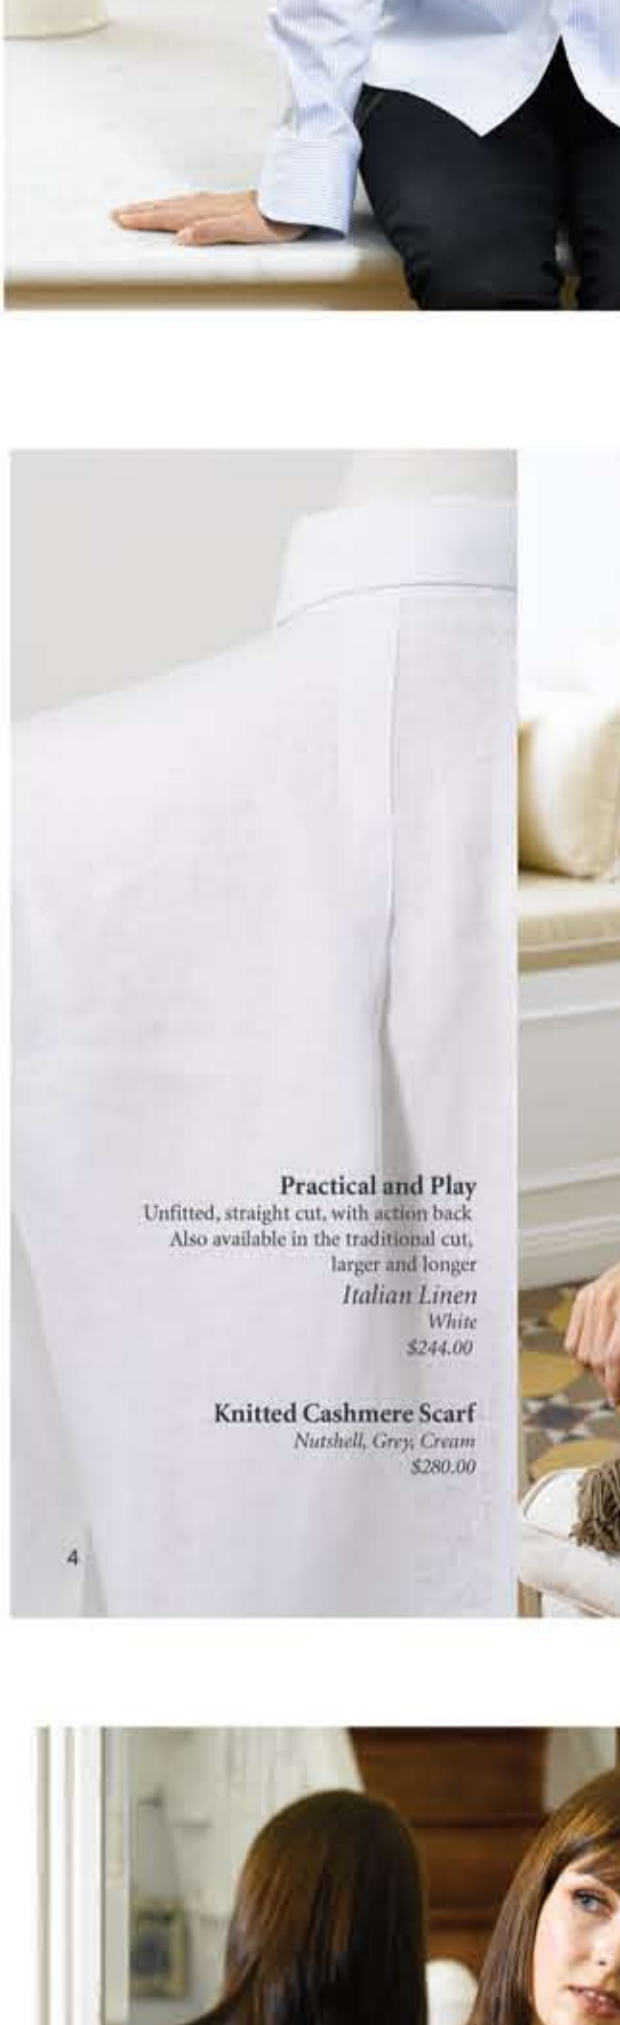 Practical and Play
Unfitted, straight cut, with action back
Also available in the traditional cut,
larger and longer
Italian Linen
White
$244.00
Knitted Cashmere Scarf
Nutshell, Grey, Cream
$280.00
4